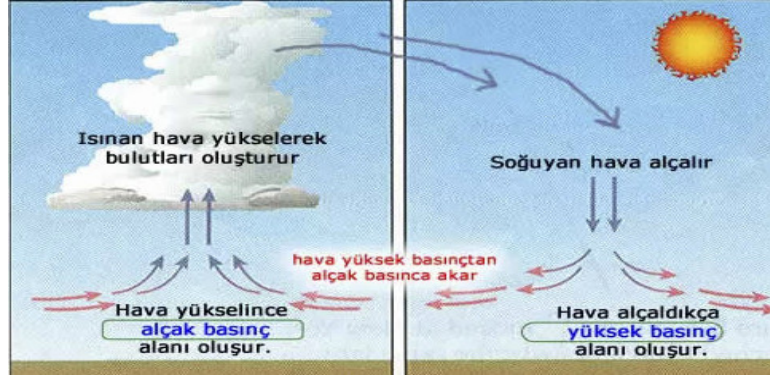 Isınan hava yükselerek
bulutları oluşturur
Soğuyan hava alçalır
hava yüksek basınçtan
alçak basınca akar
Hava yükselince
alçak basınç
alanı oluşur.
Hava alçaldıkça
yüksek basınç
alanı oluşur.